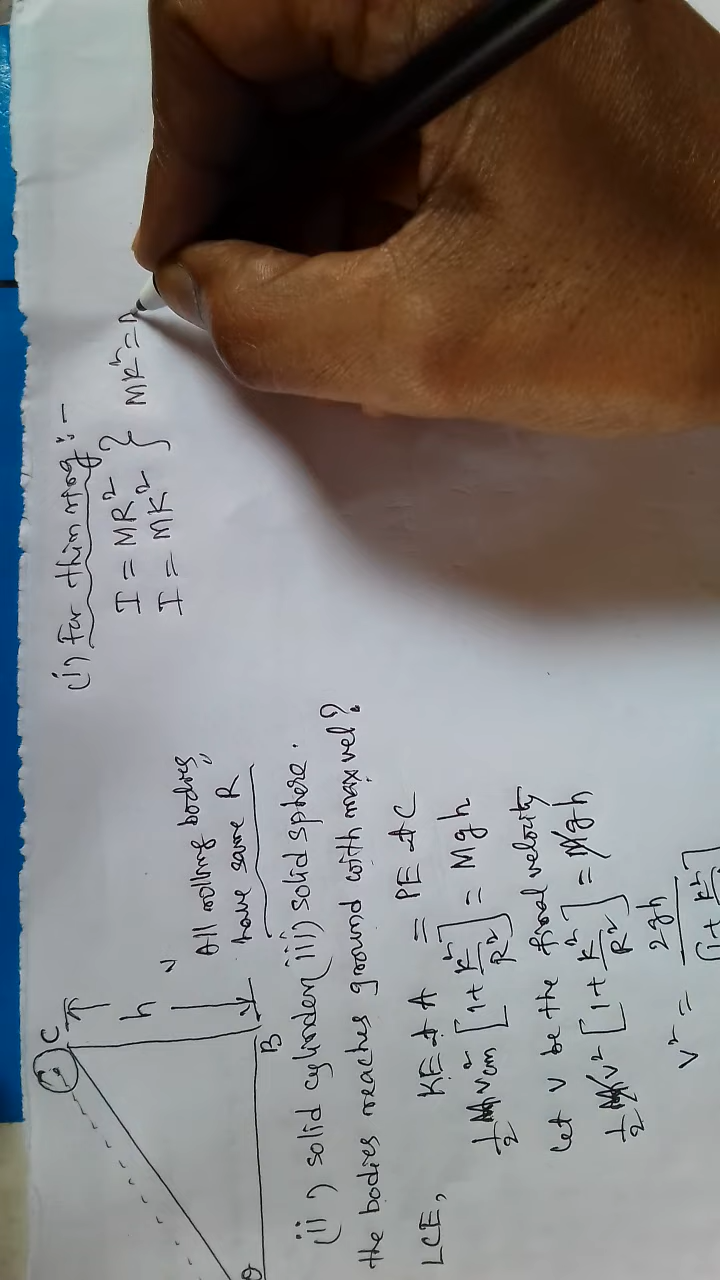 C
h
B
"
All rolling bodies
have same R"
(ii) solid cylinder (iii) solid sphere.
the bodies reaches ground with max vel?
LCE, KE at A = PE at C
1/2 M v²cm [1 + K²/R²] = Mgh
Let v be the final velocity
1/2 M v² [1 + K²/R²] = Mgh
v² = 2gh / [1 + K²
(i) For thin ring :-
I = MR²
I = MK² } MK² =